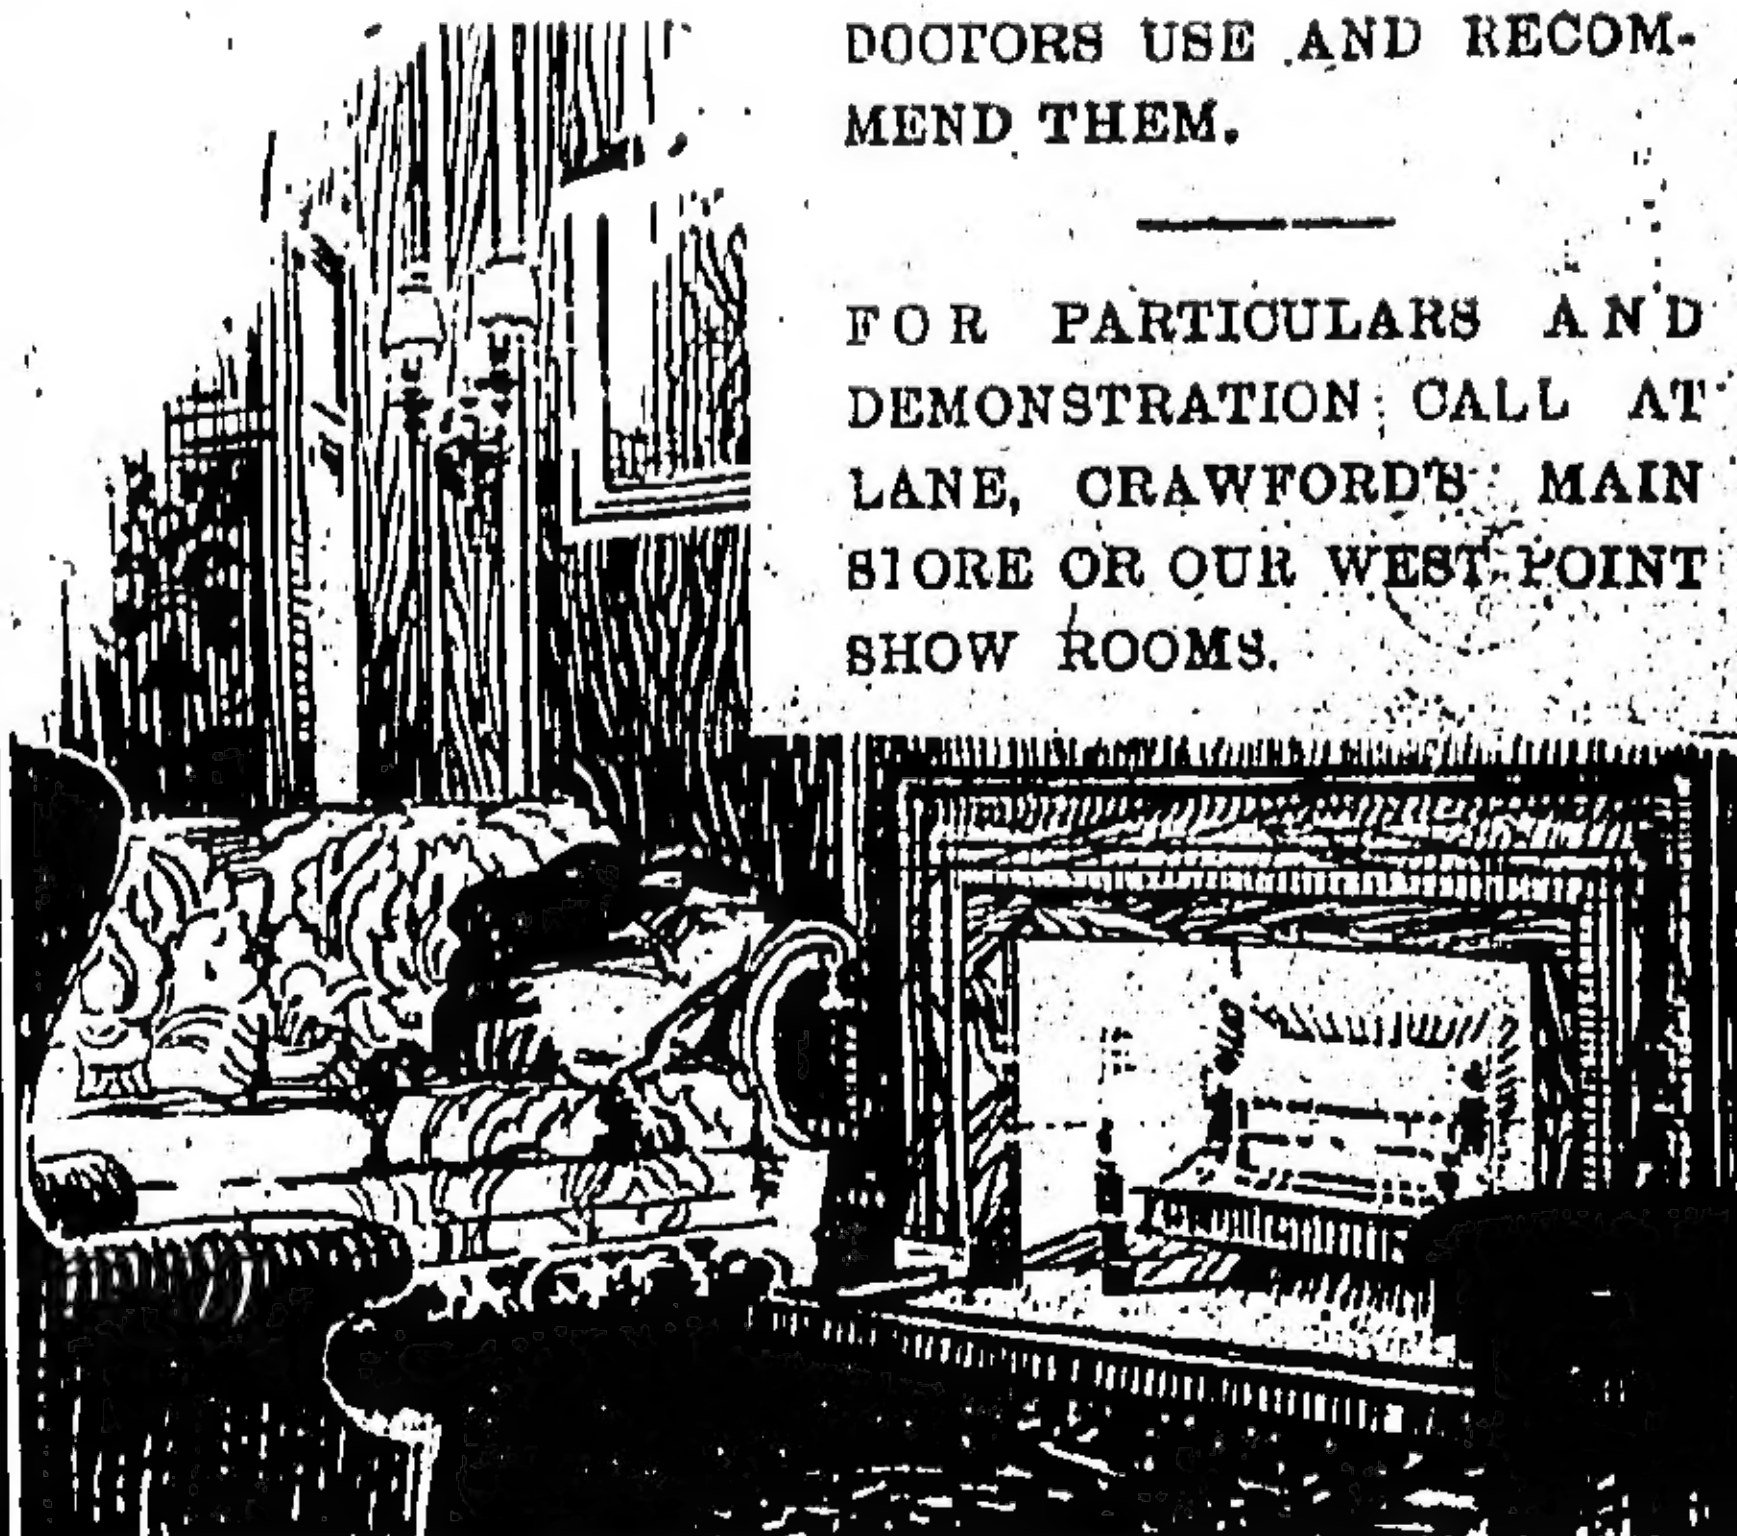 DOCTORS USE AND RECOM-
MEND THEM.
FOR PARTICULARS AND
DEMONSTRATION CALL AT
LANE, CRAWFORD'S MAIN
STORE OR OUR WEST POINT
SHOW ROOMS.